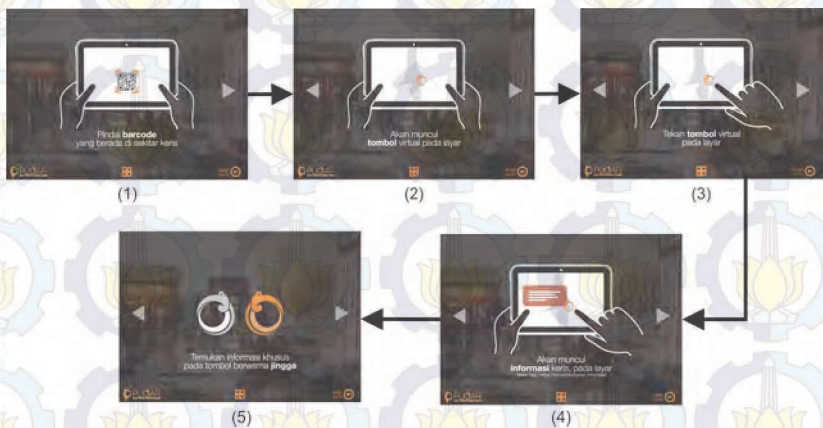 Pindai barcode
yang berada di sekitar keris
(1)
Akan muncul
tombol virtual pada layar
(2)
Tekan tombol virtual
pada layar
(3)
Temukan informasi khusus
pada tombol berwarna jingga
(5)
Akan muncul
informasi keris, pada layar
(4)